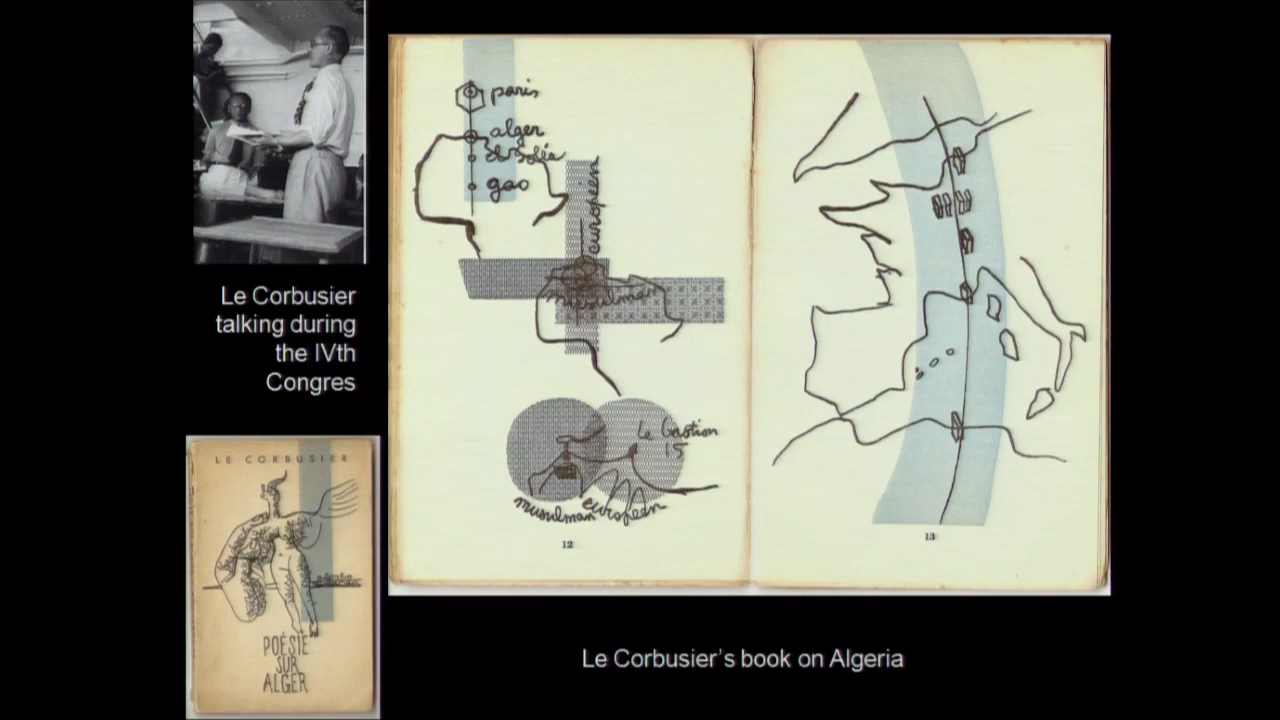 Le Corbusier
talking during
the IVth
Congres
LE CORBUSIER
POÉSIE
SUR
ALGER
paris
alger
gao
européen
musulman
le bastion
15
musulman européen
12
13
Le Corbusier's book on Algeria